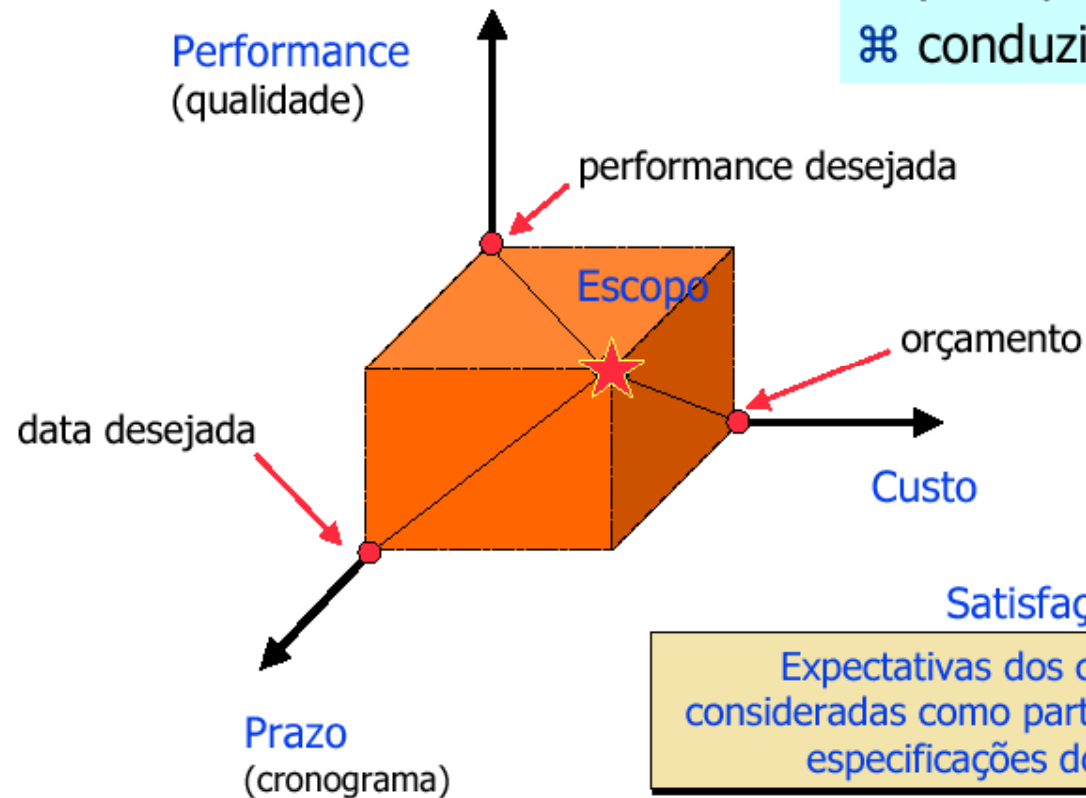 ⌘ conduzi
Performance
(qualidade)
performance desejada
Escopo
orçamento
data desejada
Custo
Prazo
(cronograma)
Satisfaç
Expectativas dos
consideradas como part
especificações d